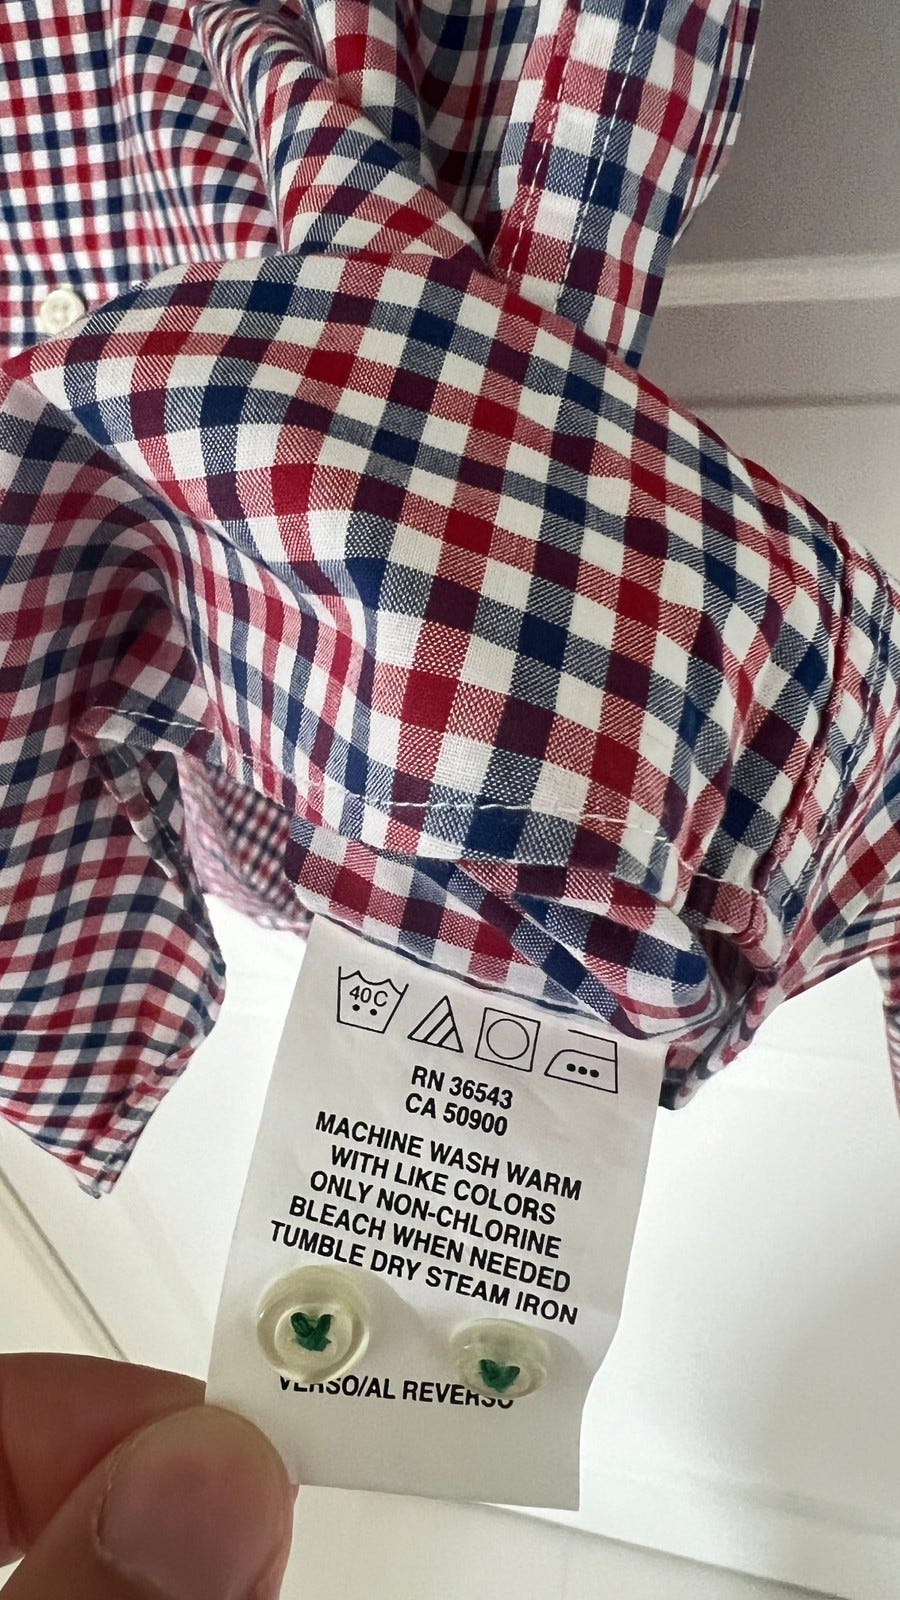 40C
RN 36543
CA 50900
MACHINE WASH WARM
WITH LIKE COLORS
ONLY NON-CHLORINE
BLEACH WHEN NEEDED
TUMBLE DRY STEAM IRON
VERSO/AL REVERSO